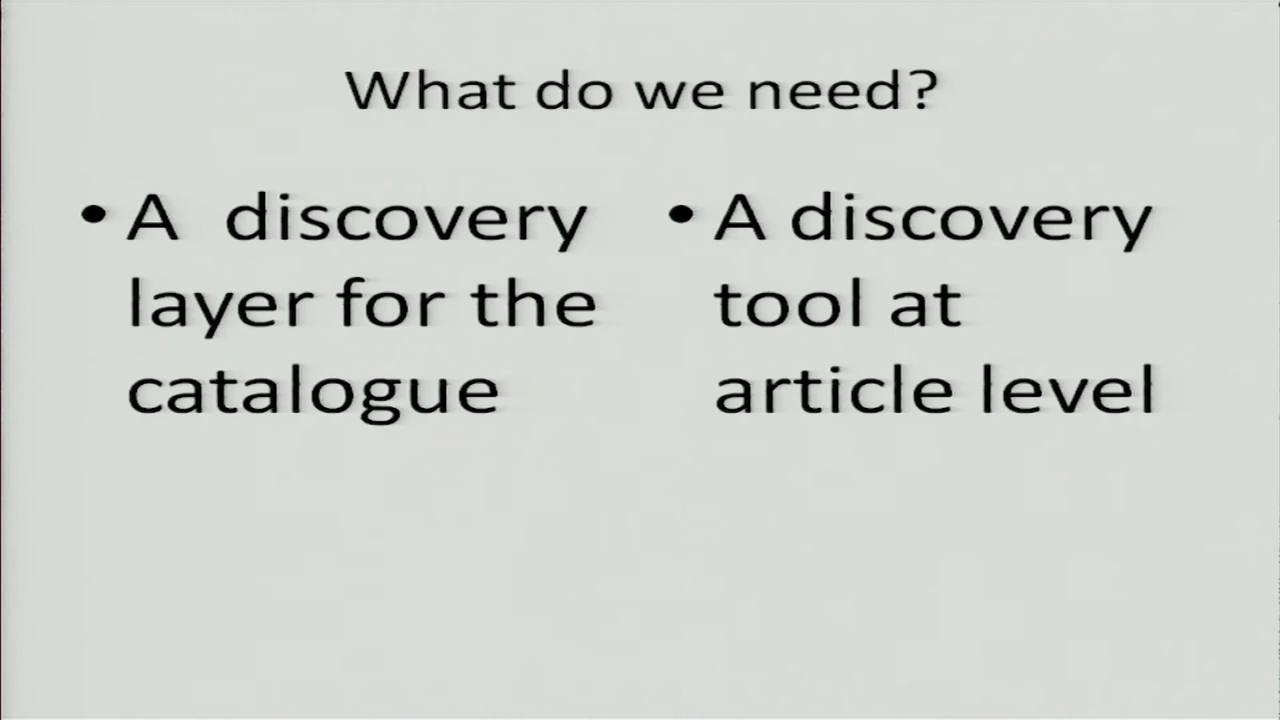 What do we need?
• A discovery
layer for the
catalogue
• A discovery
tool at
article level